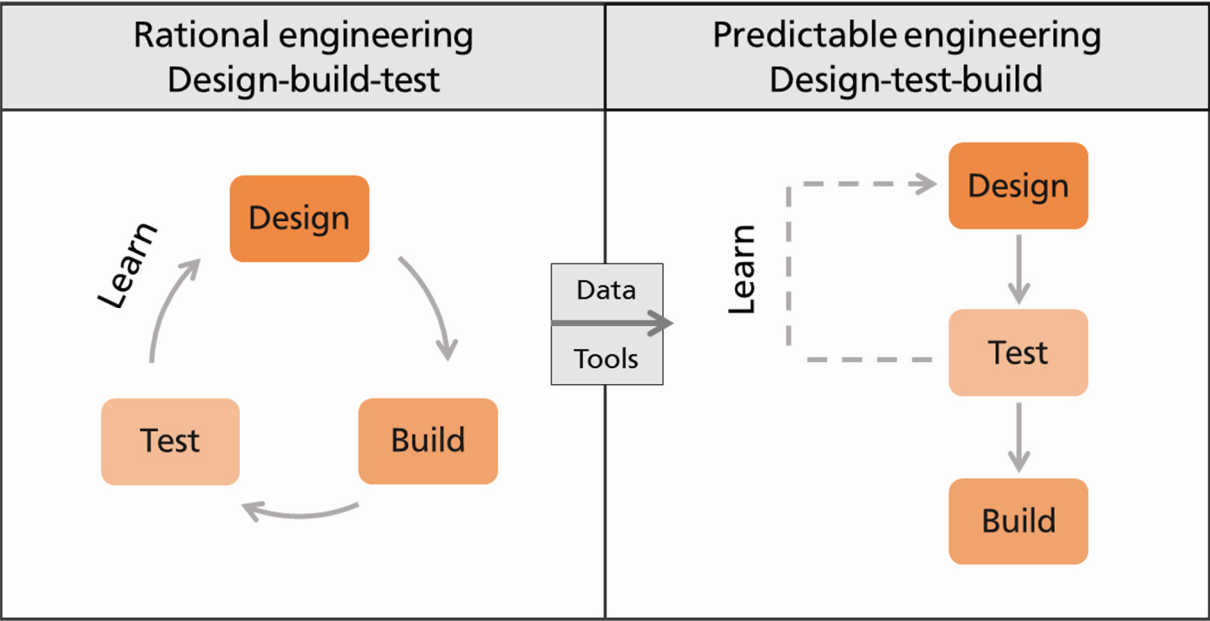 Rational engineering
Design-build-test
Predictable engineering
Design-test-build
Design
Learn
Test
Build
Data
Tools
Design
Learn
Test
Build